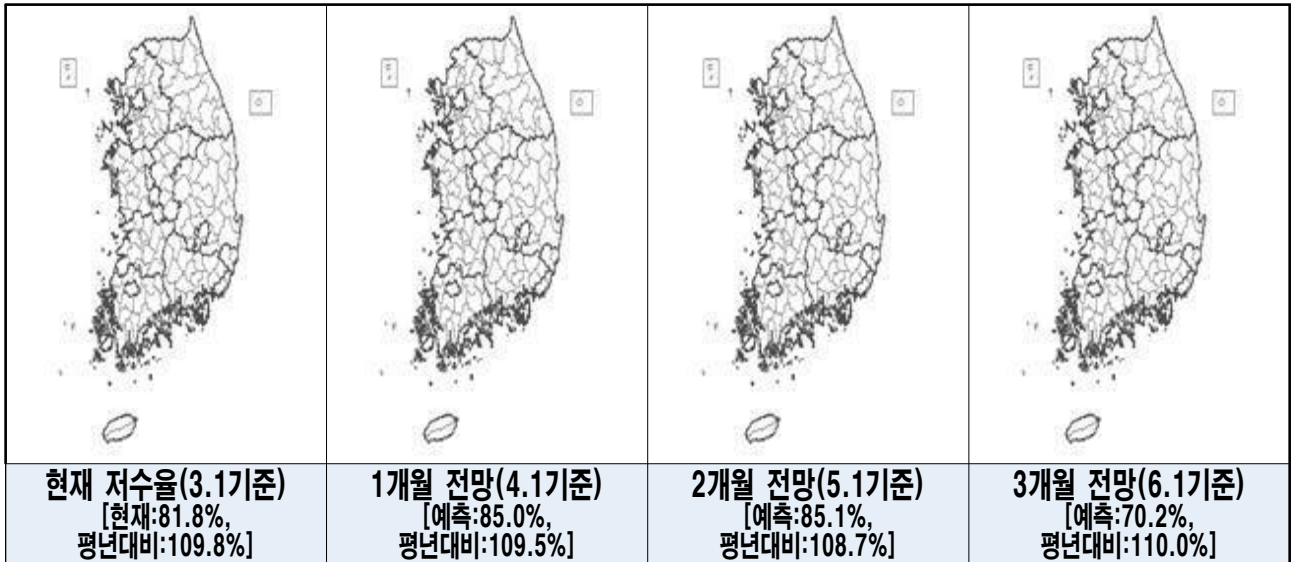 현재 저수율(3.1기준)
[현재:81.8%,
평년대비:109.8%]
1개월 전망(4.1기준)
[예측:85.0%,
평년대비:109.5%]
2개월 전망(5.1기준)
[예측:85.1%,
평년대비:108.7%]
3개월 전망(6.1기준)
[예측:70.2%,
평년대비:110.0%]